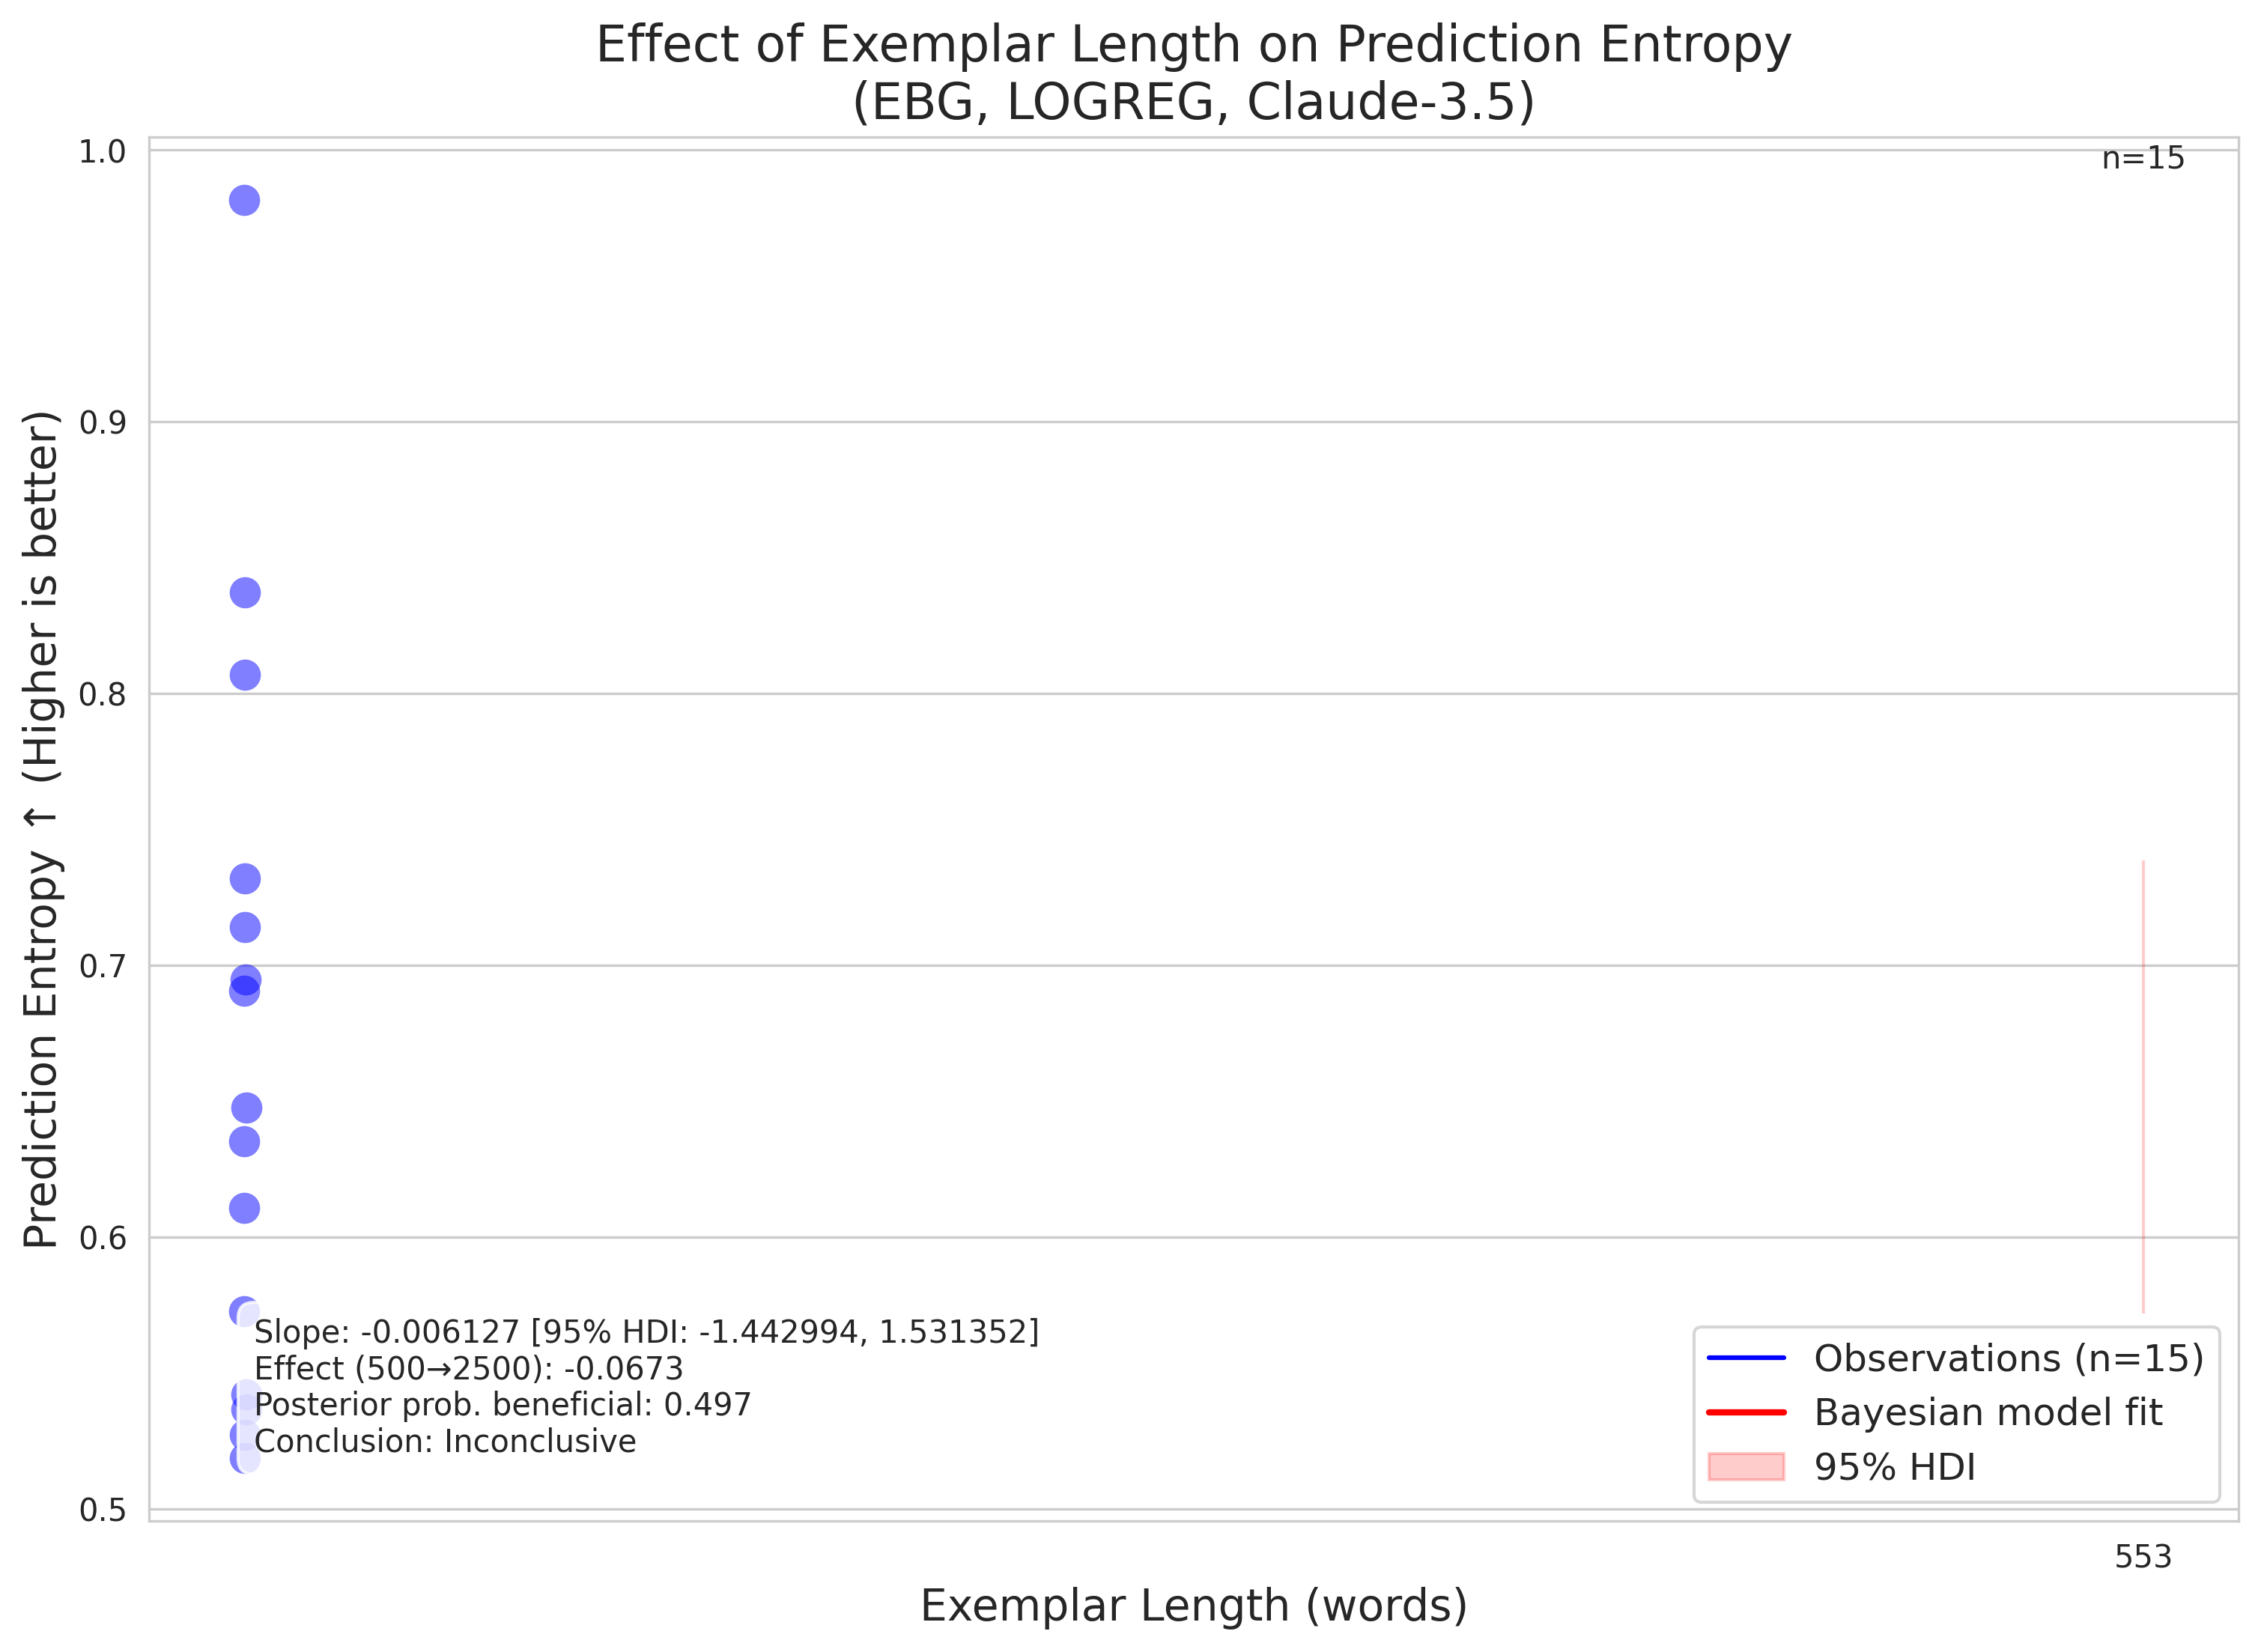 Effect of Exemplar Length on Prediction Entropy
(EBG, LOGREG, Claude-3.5)
n=15
Prediction Entropy ↑ (Higher is better)
1.0
0.9
0.8
0.7
0.6
0.5
Slope: -0.006127 [95% HDI: -1.442994, 1.531352]
Effect (500→2500): -0.0673
Posterior prob. beneficial: 0.497
Conclusion: Inconclusive
Observations (n=15)
Bayesian model fit
95% HDI
553
Exemplar Length (words)